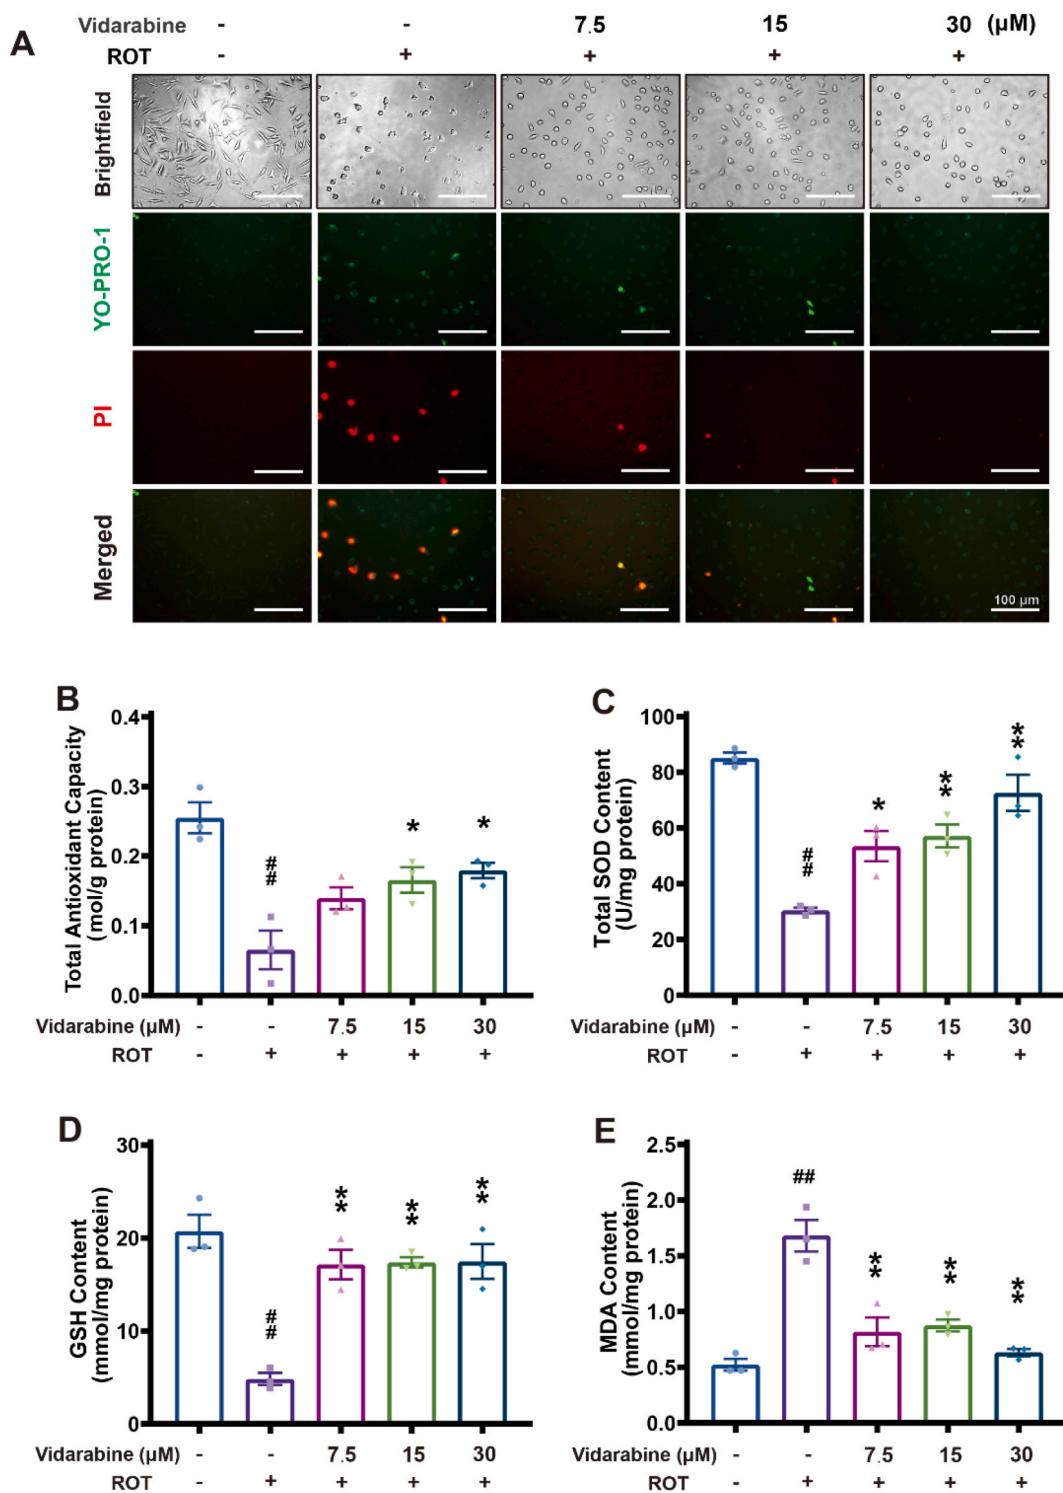 Vidarabine - - 7.5 15 30 (µM)
A
ROT - + + + +
Brightfield
YO-PRO-1
PI
Merged
100 µm
B
Total Antioxidant Capacity
(mol/g protein)
0.4
0.3
0.2
0.1
0.0
##
*
*
Vidarabine (µM) - - 7.5 15 30
ROT - + + + +
C
Total SOD Content
(U/mg protein)
100
80
60
40
20
0
##
*
**
**
Vidarabine (µM) - - 7.5 15 30
ROT - + + + +
D
GSH Content
(mmol/mg protein)
30
20
10
0
##
**
**
**
Vidarabine (µM) - - 7.5 15 30
ROT - + + + +
E
MDA Content
(mmol/mg protein)
2.5
2.0
1.5
1.0
0.5
0.0
##
**
**
**
Vidarabine (µM) - - 7.5 15 30
ROT - + + + +